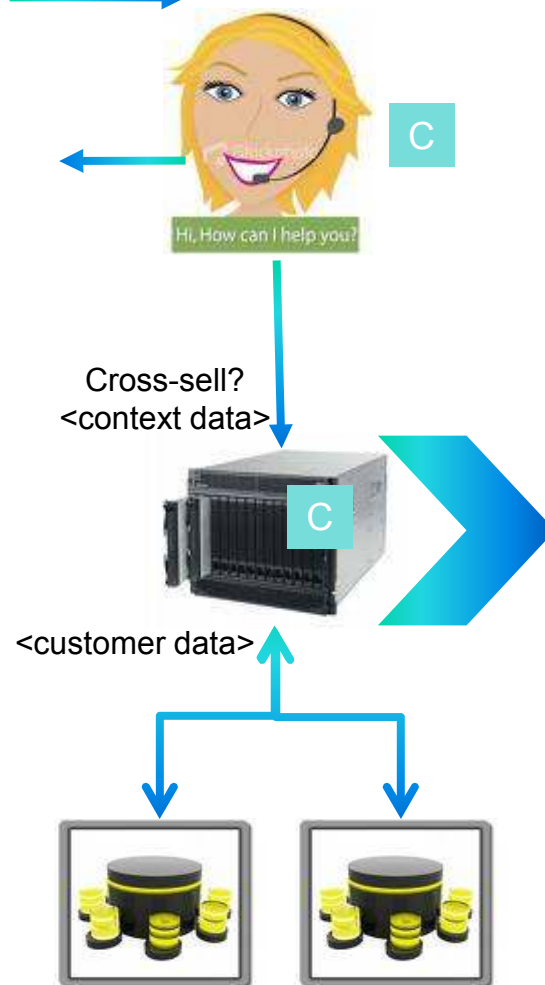 C
Hi, How can I help you?
Cross-sell?
<context data>
C
<customer data>